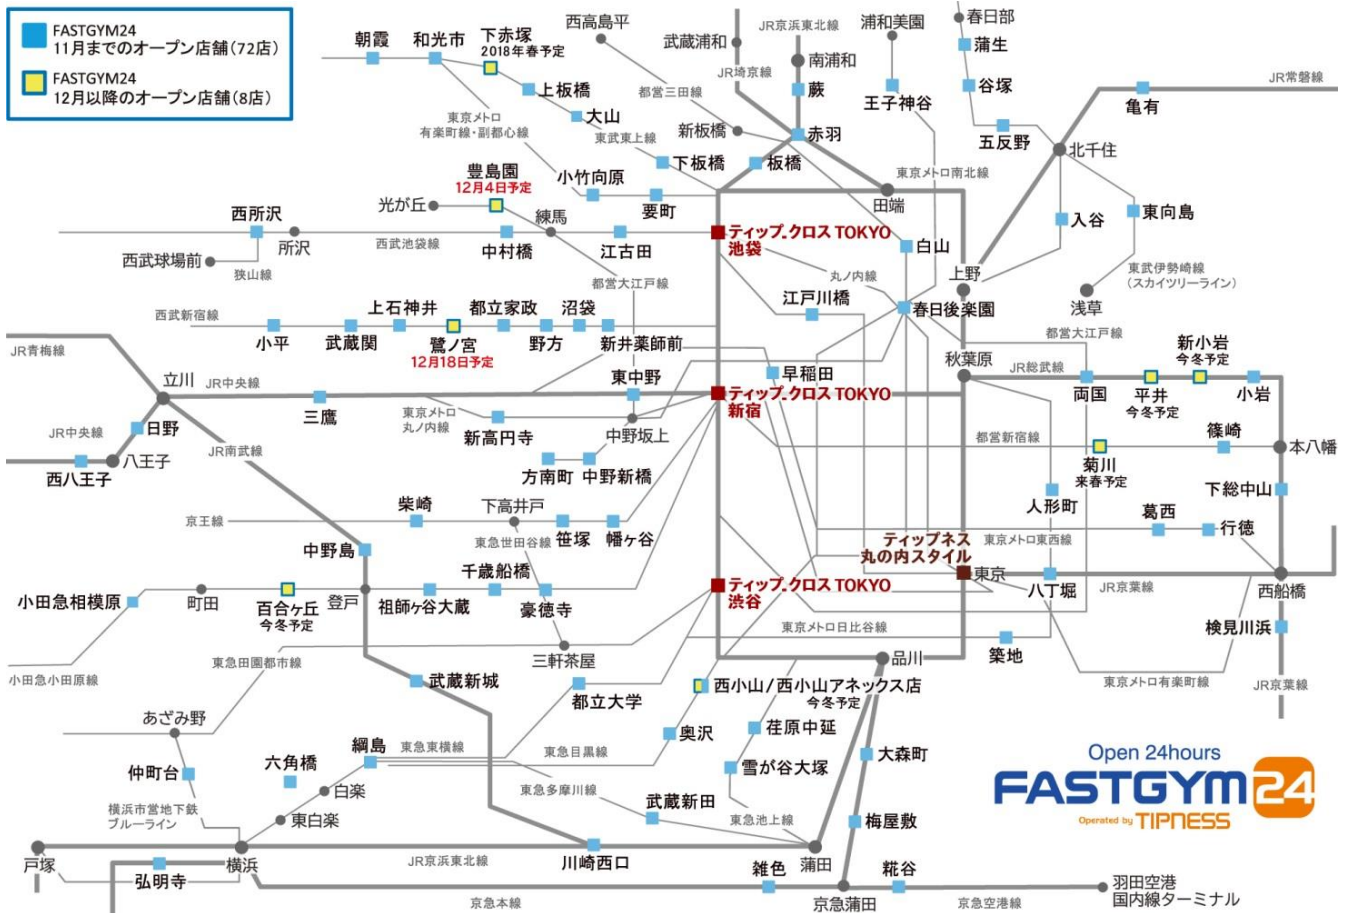 FASTGYM24
11月までのオープン店舗(72店)
FASTGYM24
12月以降のオープン店舗(8店)
朝霞
和光市
下赤塚
2018年春予定
上板橋
大山
東武東上線
下板橋
東京メトロ
有楽町線・副都心線
西高島平
都営三田線
新板橋
武蔵浦和
JR埼京線
JR京浜東北線
南浦和
蕨
赤羽
板橋
浦和美園
王子神谷
東京メトロ南北線
田端
春日部
蒲生
谷塚
五反野
北千住
亀有
JR常磐線
入谷
東向島
東武伊勢崎線
(スカイツリーライン)
浅草
豊島園
12月4日予定
光が丘
練馬
小竹向原
要町
西所沢
所沢
西武球場前
狭山線
西武池袋線
中村橋
江古田
都営大江戸線
ティップ.クロス TOKYO
池袋
丸ノ内線
白山
江戸川橋
春日後楽園
上野
都営大江戸線
秋葉原
西武新宿線
小平
武蔵関
上石神井
鷺ノ宮
12月18日予定
都立家政
野方
沼袋
新井薬師前
JR青梅線
立川
JR中央線
三鷹
東京メトロ
丸ノ内線
新高円寺
東中野
中野坂上
方南町
中野新橋
ティップ.クロス TOKYO
新宿
早稲田
JR総武線
両国
平井
今冬予定
新小岩
今冬予定
小岩
都営新宿線
菊川
来春予定
篠崎
本八幡
下総中山
人形町
東京メトロ東西線
葛西
行徳
西船橋
JR中央線
日野
八王子
西八王子
JR南武線
京王線
柴崎
下高井戸
東急世田谷線
笹塚
幡ヶ谷
中野島
ティップネス
丸の内スタイル
東京
八丁堀
JR京葉線
小田急相模原
町田
百合ヶ丘
今冬予定
登戸
祖師ヶ谷大蔵
千歳船橋
豪徳寺
ティップ.クロス TOKYO
渋谷
小田急小田原線
東急田園都市線
三軒茶屋
東京メトロ日比谷線
築地
品川
東京メトロ有楽町線
検見川浜
JR京葉線
武蔵新城
都立大学
西小山/西小山アネックス店
今冬予定
奥沢
荏原中延
雪が谷大塚
大森町
梅屋敷
あざみ野
仲町台
横浜市営地下鉄
ブルーライン
六角橋
綱島
白楽
東白楽
東急東横線
東急目黒線
東急多摩川線
武蔵新田
東急池上線
戸塚
弘明寺
横浜
JR京浜東北線
川崎西口
蒲田
京急本線
雑色
京急蒲田
糀谷
京急空港線
羽田空港
国内線ターミナル
Open 24hours
FASTGYM24
Operated by TIPNESS